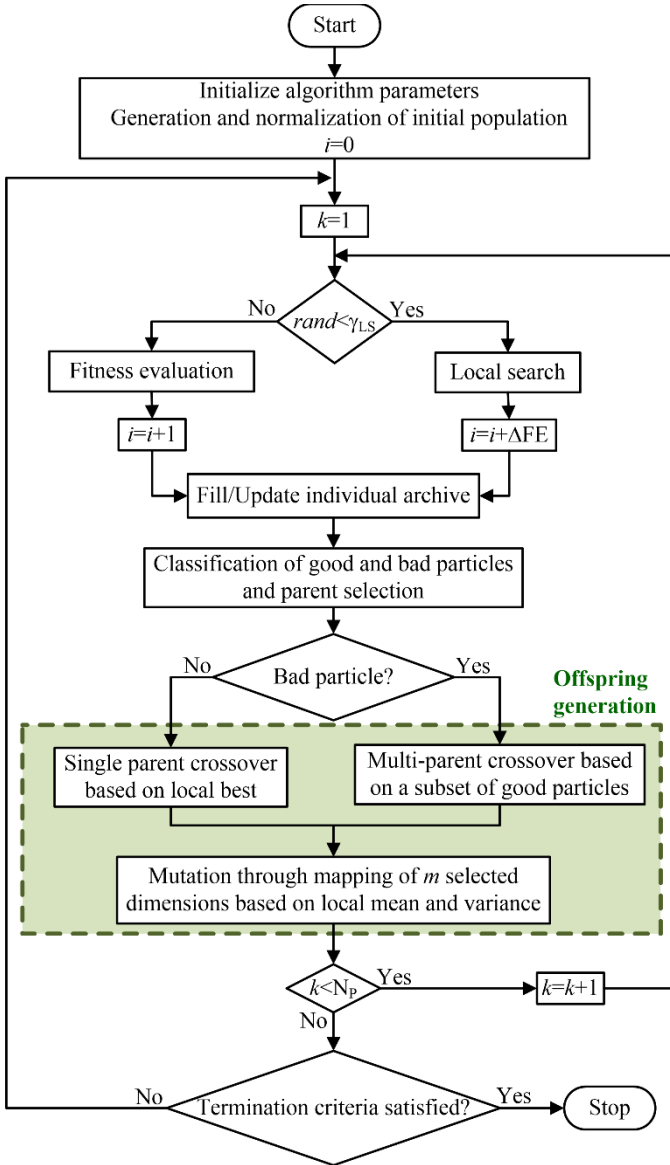 Start
Initialize algorithm parameters
Generation and normalization of initial population
i=0
k=1
No
rand<γLS
Yes
Fitness evaluation
Local search
i=i+1
i=i+ΔFE
Fill/Update individual archive
Classification of good and bad particles
and parent selection
No
Bad particle?
Yes
Offspring
generation
Single parent crossover
based on local best
Multi-parent crossover based
on a subset of good particles
Mutation through mapping of m selected
dimensions based on local mean and variance
k<NP
Yes
k=k+1
No
No
Termination criteria satisfied?
Yes
Stop